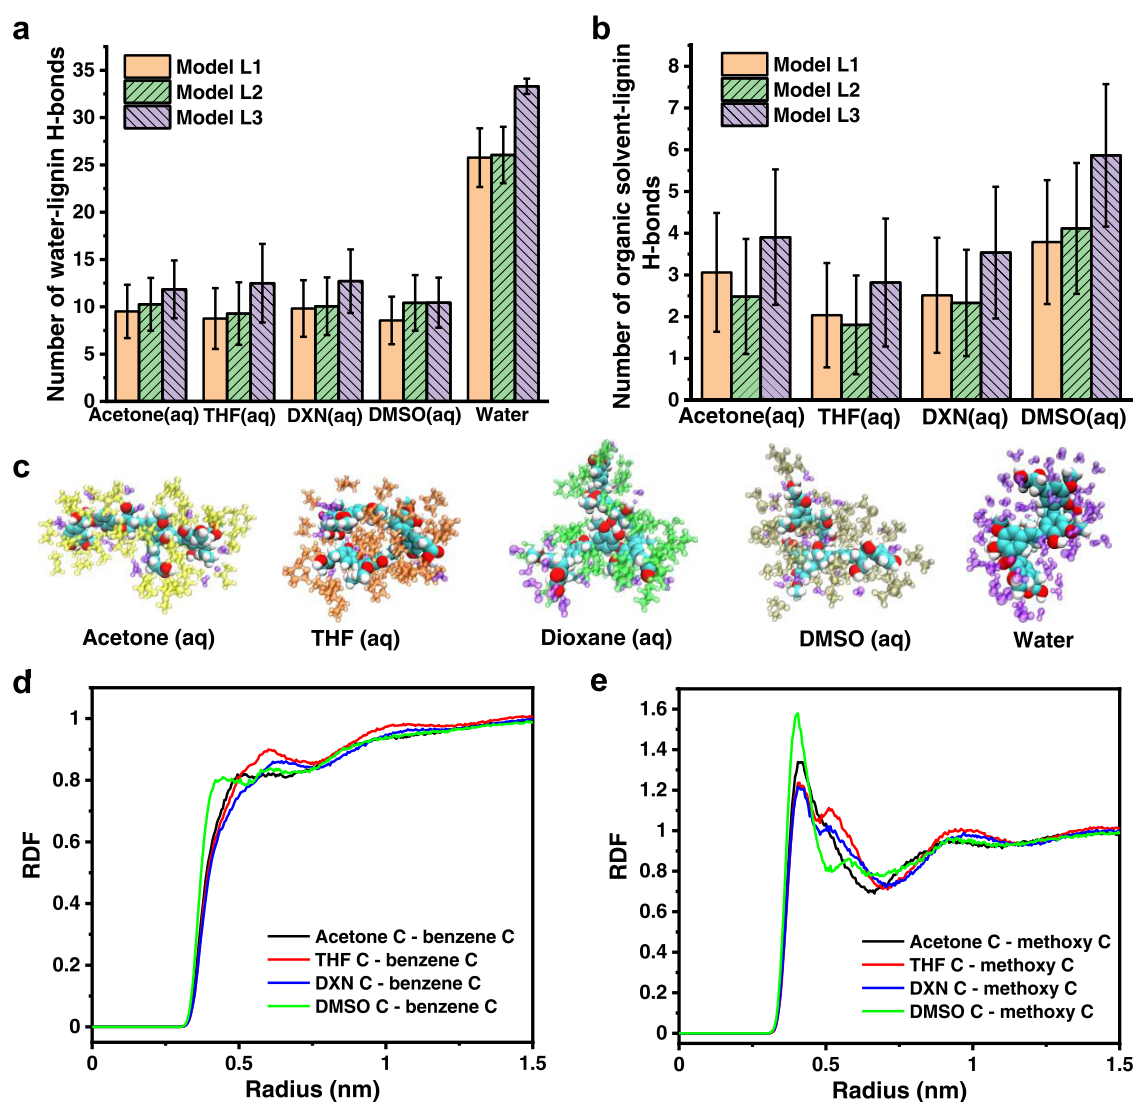 a
Number of water-lignin H-bonds
35
30
25
20
15
10
5
0
Model L1
Model L2
Model L3
Acetone(aq) THF(aq) DXN(aq) DMSO(aq) Water
b
Number of organic solvent-lignin
H-bonds
8
7
6
5
4
3
2
1
0
Model L1
Model L2
Model L3
Acetone(aq) THF(aq) DXN(aq) DMSO(aq)
c
Acetone (aq) THF (aq) Dioxane (aq) DMSO (aq) Water
d
RDF
1
0.8
0.6
0.4
0.2
0
Acetone C - benzene C
THF C - benzene C
DXN C - benzene C
DMSO C - benzene C
0 0.5 1 1.5
Radius (nm)
e
RDF
1.6
1.4
1.2
1
0.8
0.6
0.4
0.2
0
Acetone C - methoxy C
THF C - methoxy C
DXN C - methoxy C
DMSO C - methoxy C
0 0.5 1 1.5
Radius (nm)